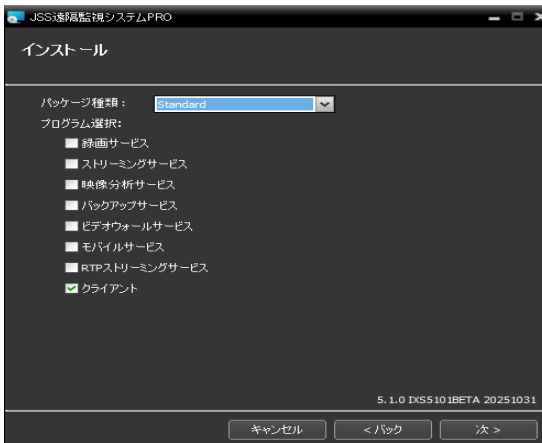 JSS遠隔監視システムPRO
インストール
パッケージ種類： Standard
プログラム選択:
録画サービス
ストリーミングサービス
映像分析サービス
バックアップサービス
ビデオウォールサービス
モバイルサービス
RTPストリーミングサービス
クライアント
5.1.0 IXS5101BETA 20251031
キャンセル < バック 次 >